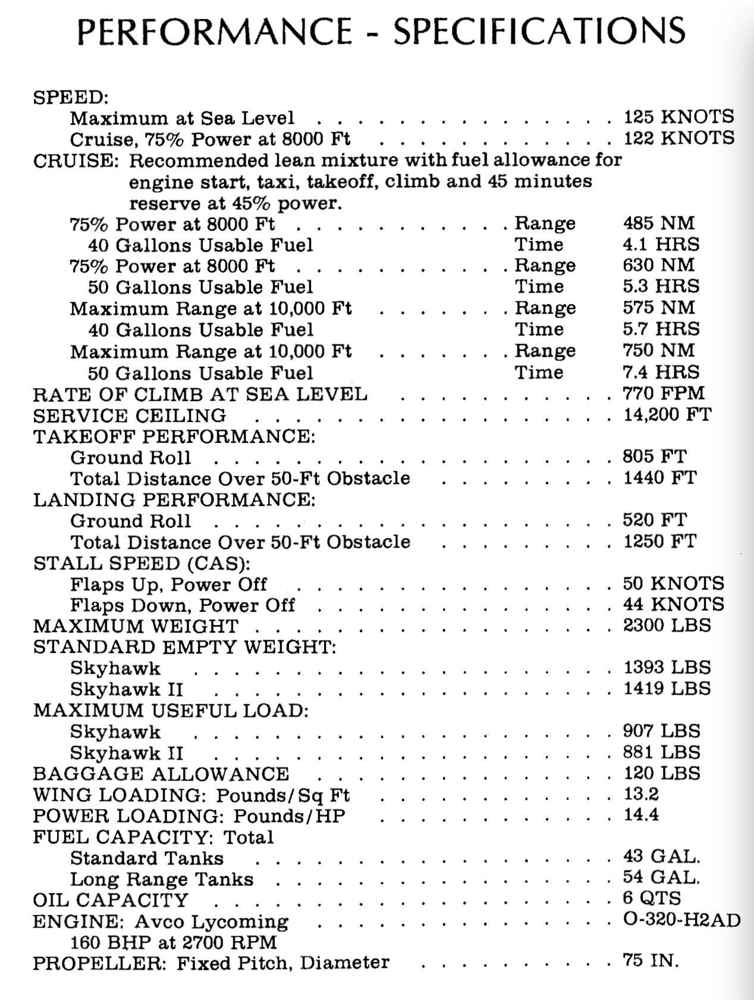 PERFORMANCE - SPECIFICATIONS
SPEED:
Maximum at Sea Level . . . . . . . . . . . . . . . 125 KNOTS
Cruise, 75% Power at 8000 Ft . . . . . . . . . . . . 122 KNOTS
CRUISE: Recommended lean mixture with fuel allowance for
engine start, taxi, takeoff, climb and 45 minutes
reserve at 45% power.
75% Power at 8000 Ft . . . . . . . . . . . Range 485 NM
40 Gallons Usable Fuel Time 4.1 HRS
75% Power at 8000 Ft . . . . . . . . . . . Range 630 NM
50 Gallons Usable Fuel Time 5.3 HRS
Maximum Range at 10,000 Ft . . . . . . . Range 575 NM
40 Gallons Usable Fuel Time 5.7 HRS
Maximum Range at 10,000 Ft . . . . . . . Range 750 NM
50 Gallons Usable Fuel Time 7.4 HRS
RATE OF CLIMB AT SEA LEVEL . . . . . . . . . . . 770 FPM
SERVICE CEILING . . . . . . . . . . . . . . . . . . 14,200 FT
TAKEOFF PERFORMANCE:
Ground Roll . . . . . . . . . . . . . . . . . . . . 805 FT
Total Distance Over 50-Ft Obstacle . . . . . . . . . 1440 FT
LANDING PERFORMANCE:
Ground Roll . . . . . . . . . . . . . . . . . . . . 520 FT
Total Distance Over 50-Ft Obstacle . . . . . . . . . 1250 FT
STALL SPEED (CAS):
Flaps Up, Power Off . . . . . . . . . . . . . . . . 50 KNOTS
Flaps Down, Power Off . . . . . . . . . . . . . . . 44 KNOTS
MAXIMUM WEIGHT . . . . . . . . . . . . . . . . . . 2300 LBS
STANDARD EMPTY WEIGHT:
Skyhawk . . . . . . . . . . . . . . . . . . . . . 1393 LBS
Skyhawk II . . . . . . . . . . . . . . . . . . . . 1419 LBS
MAXIMUM USEFUL LOAD:
Skyhawk . . . . . . . . . . . . . . . . . . . . . 907 LBS
Skyhawk II . . . . . . . . . . . . . . . . . . . . 881 LBS
BAGGAGE ALLOWANCE . . . . . . . . . . . . . . . 120 LBS
WING LOADING: Pounds/Sq Ft . . . . . . . . . . . . 13.2
POWER LOADING: Pounds/HP . . . . . . . . . . . . 14.4
FUEL CAPACITY: Total
Standard Tanks . . . . . . . . . . . . . . . . . . 43 GAL.
Long Range Tanks . . . . . . . . . . . . . . . . . 54 GAL.
OIL CAPACITY . . . . . . . . . . . . . . . . . . . . 6 QTS
ENGINE: Avco Lycoming . . . . . . . . . . . . . . . O-320-H2AD
160 BHP at 2700 RPM
PROPELLER: Fixed Pitch, Diameter . . . . . . . . . . 75 IN.